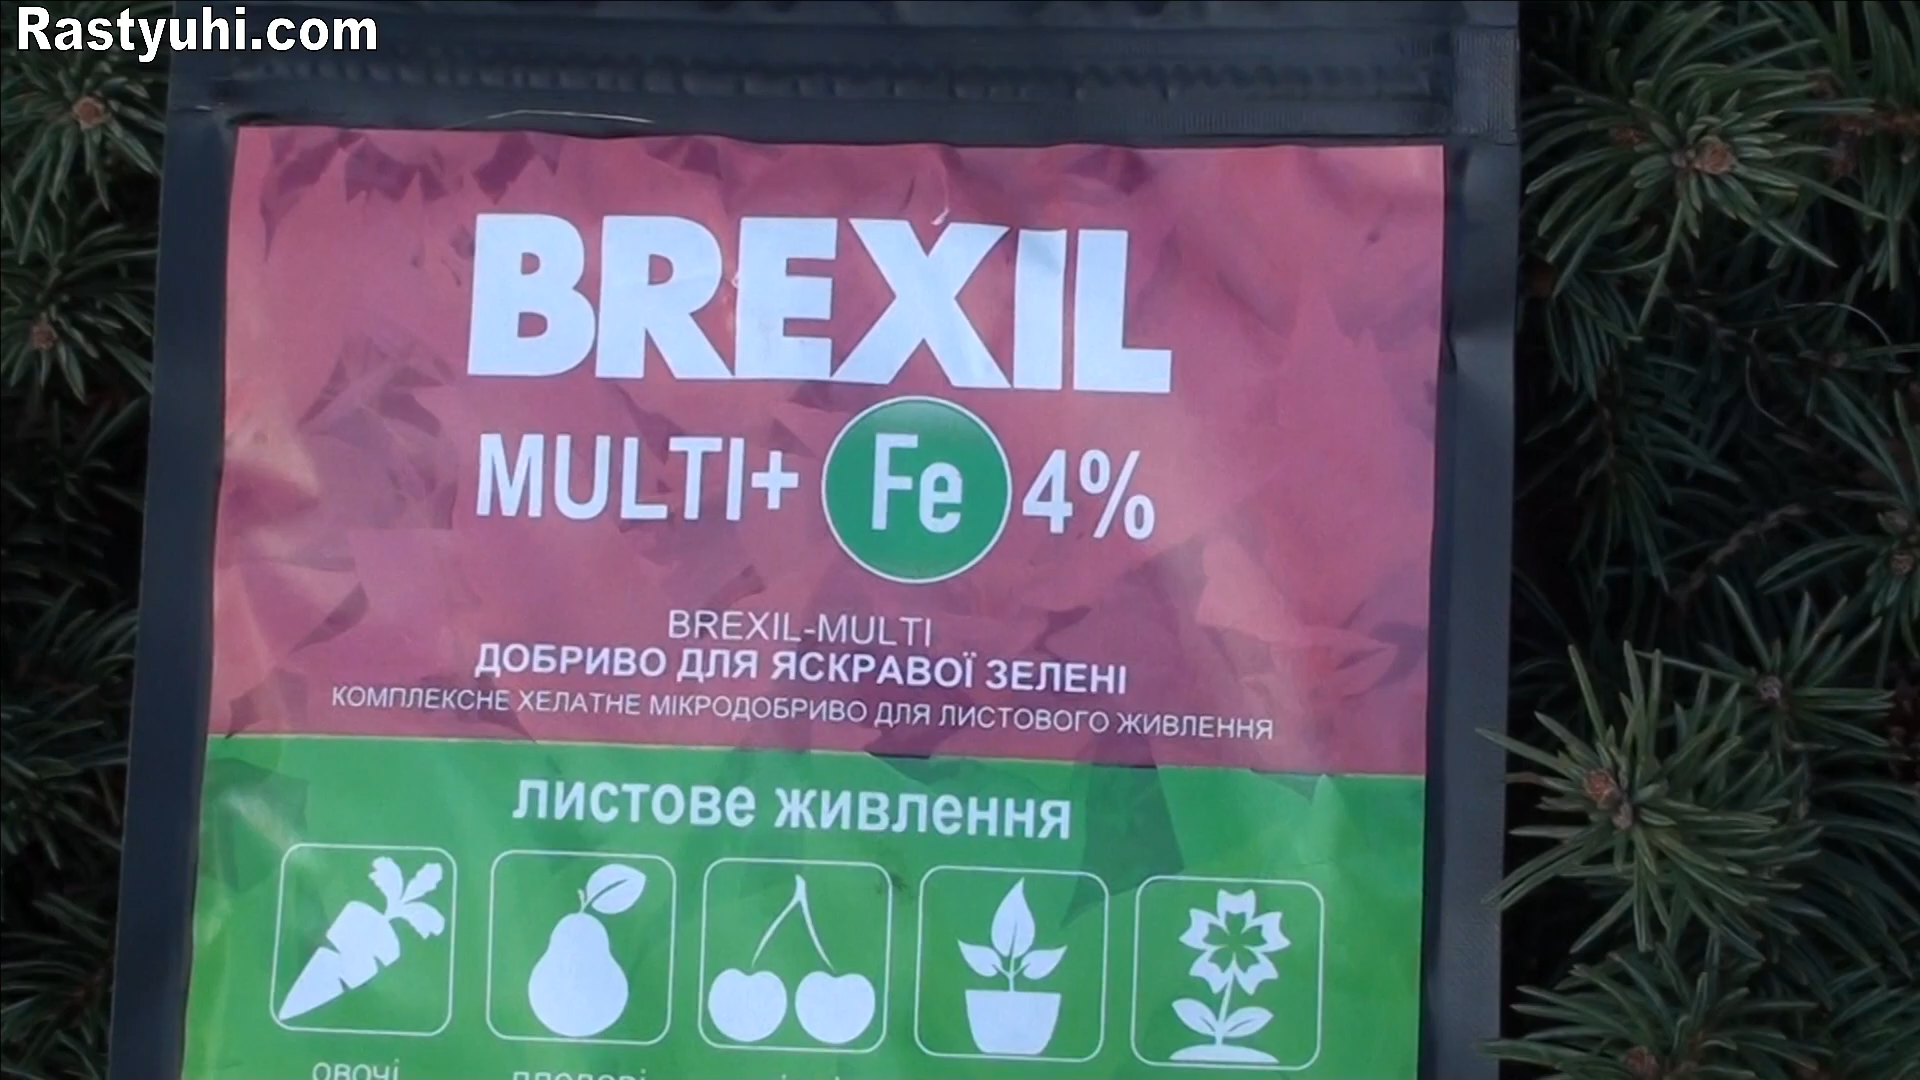 Rastyuhi.com
BREXIL
MULTI+ Fe 4%
BREXIL-MULTI
ДОБРИВО ДЛЯ ЯСКРАВОЇ ЗЕЛЕНІ
КОМПЛЕКСНЕ ХЕЛАТНЕ МІКРОДОБРИВО ДЛЯ ЛИСТОВОГО ЖИВЛЕННЯ
листове живлення
овочі